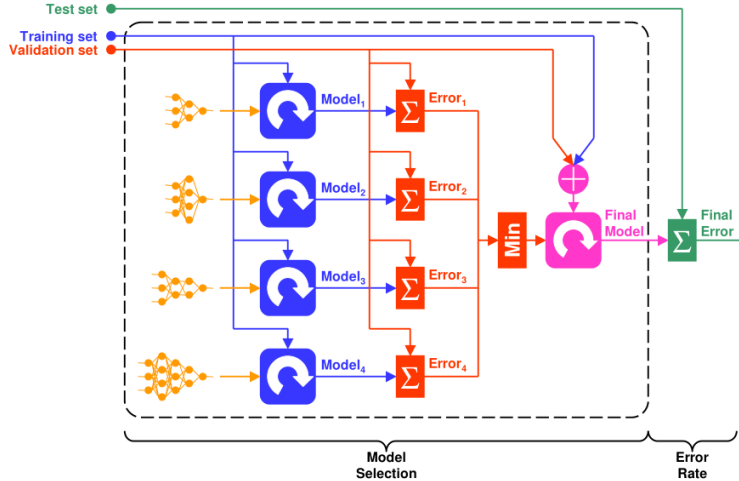 Test set
Training set
Validation set
Model1
Σ
Error1
Model2
Σ
Error2
Min
Final
Model
Σ
Final
Error
Model3
Σ
Error3
Model4
Σ
Error4
Model
Selection
Error
Rate